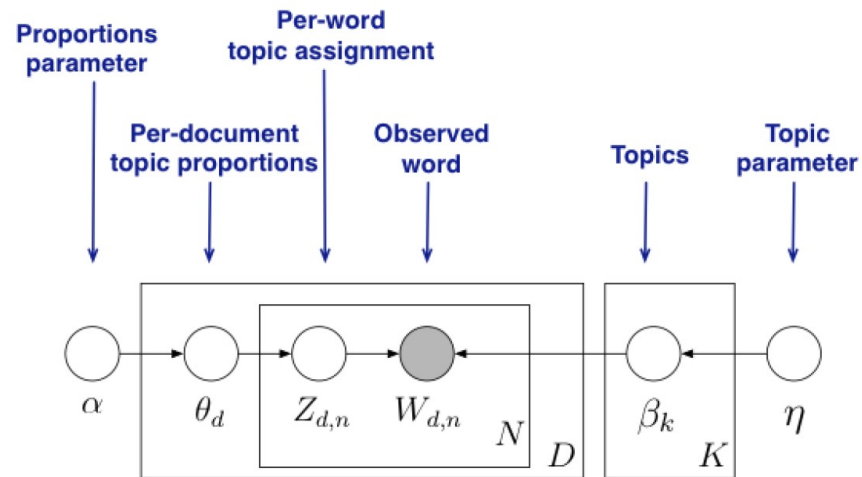 Proportions
parameter
Per-word
topic assignment
Per-document
topic proportions
Observed
word
Topics
Topic
parameter
α
θ_d
Z_{d,n}
W_{d,n}
N
D
β_k
K
η